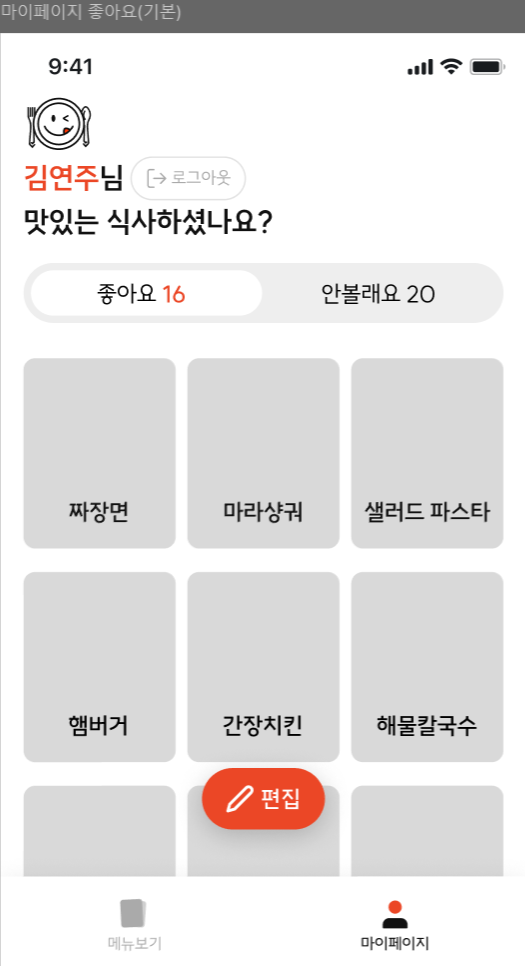 마이페이지 좋아요(기본)
9:41
김연주님 로그아웃
맛있는 식사하셨나요?
좋아요 16 안볼래요 20
짜장면 마라샹궈 샐러드 파스타
햄버거 간장치킨 해물칼국수
편집
메뉴보기 마이페이지